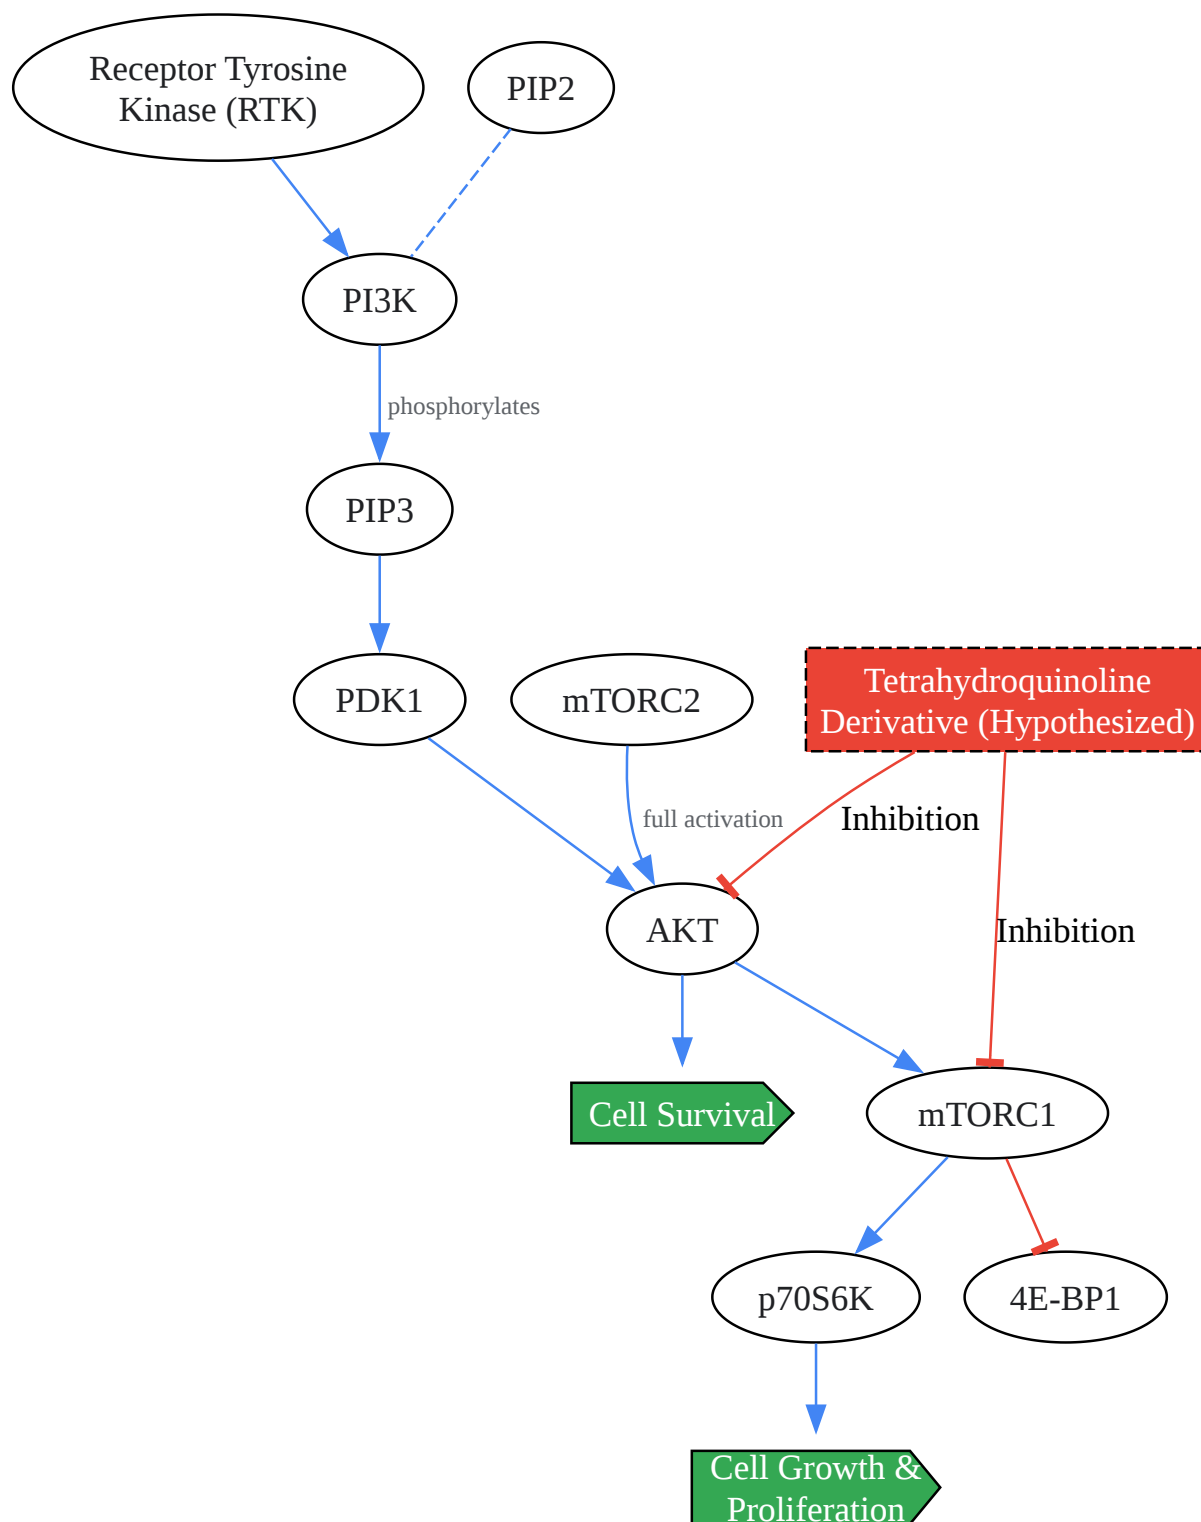 Receptor Tyrosine
Kinase (RTK)
PIP2
PI3K
phosphorylates
PIP3
PDK1
mTORC2
Tetrahydroquinoline
Derivative (Hypothesized)
full activation
Inhibition
AKT
Inhibition
Cell Survival
mTORC1
p70S6K
4E-BP1
Cell Growth &
Proliferation